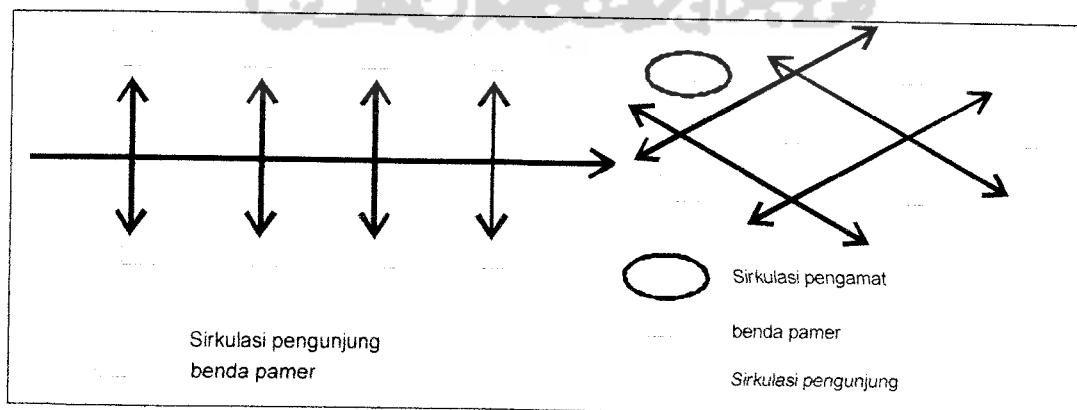 Sirkulasi pengunjung
benda pamer
Sirkulasi pengamat
benda pamer
Sirkulasi pengunjung